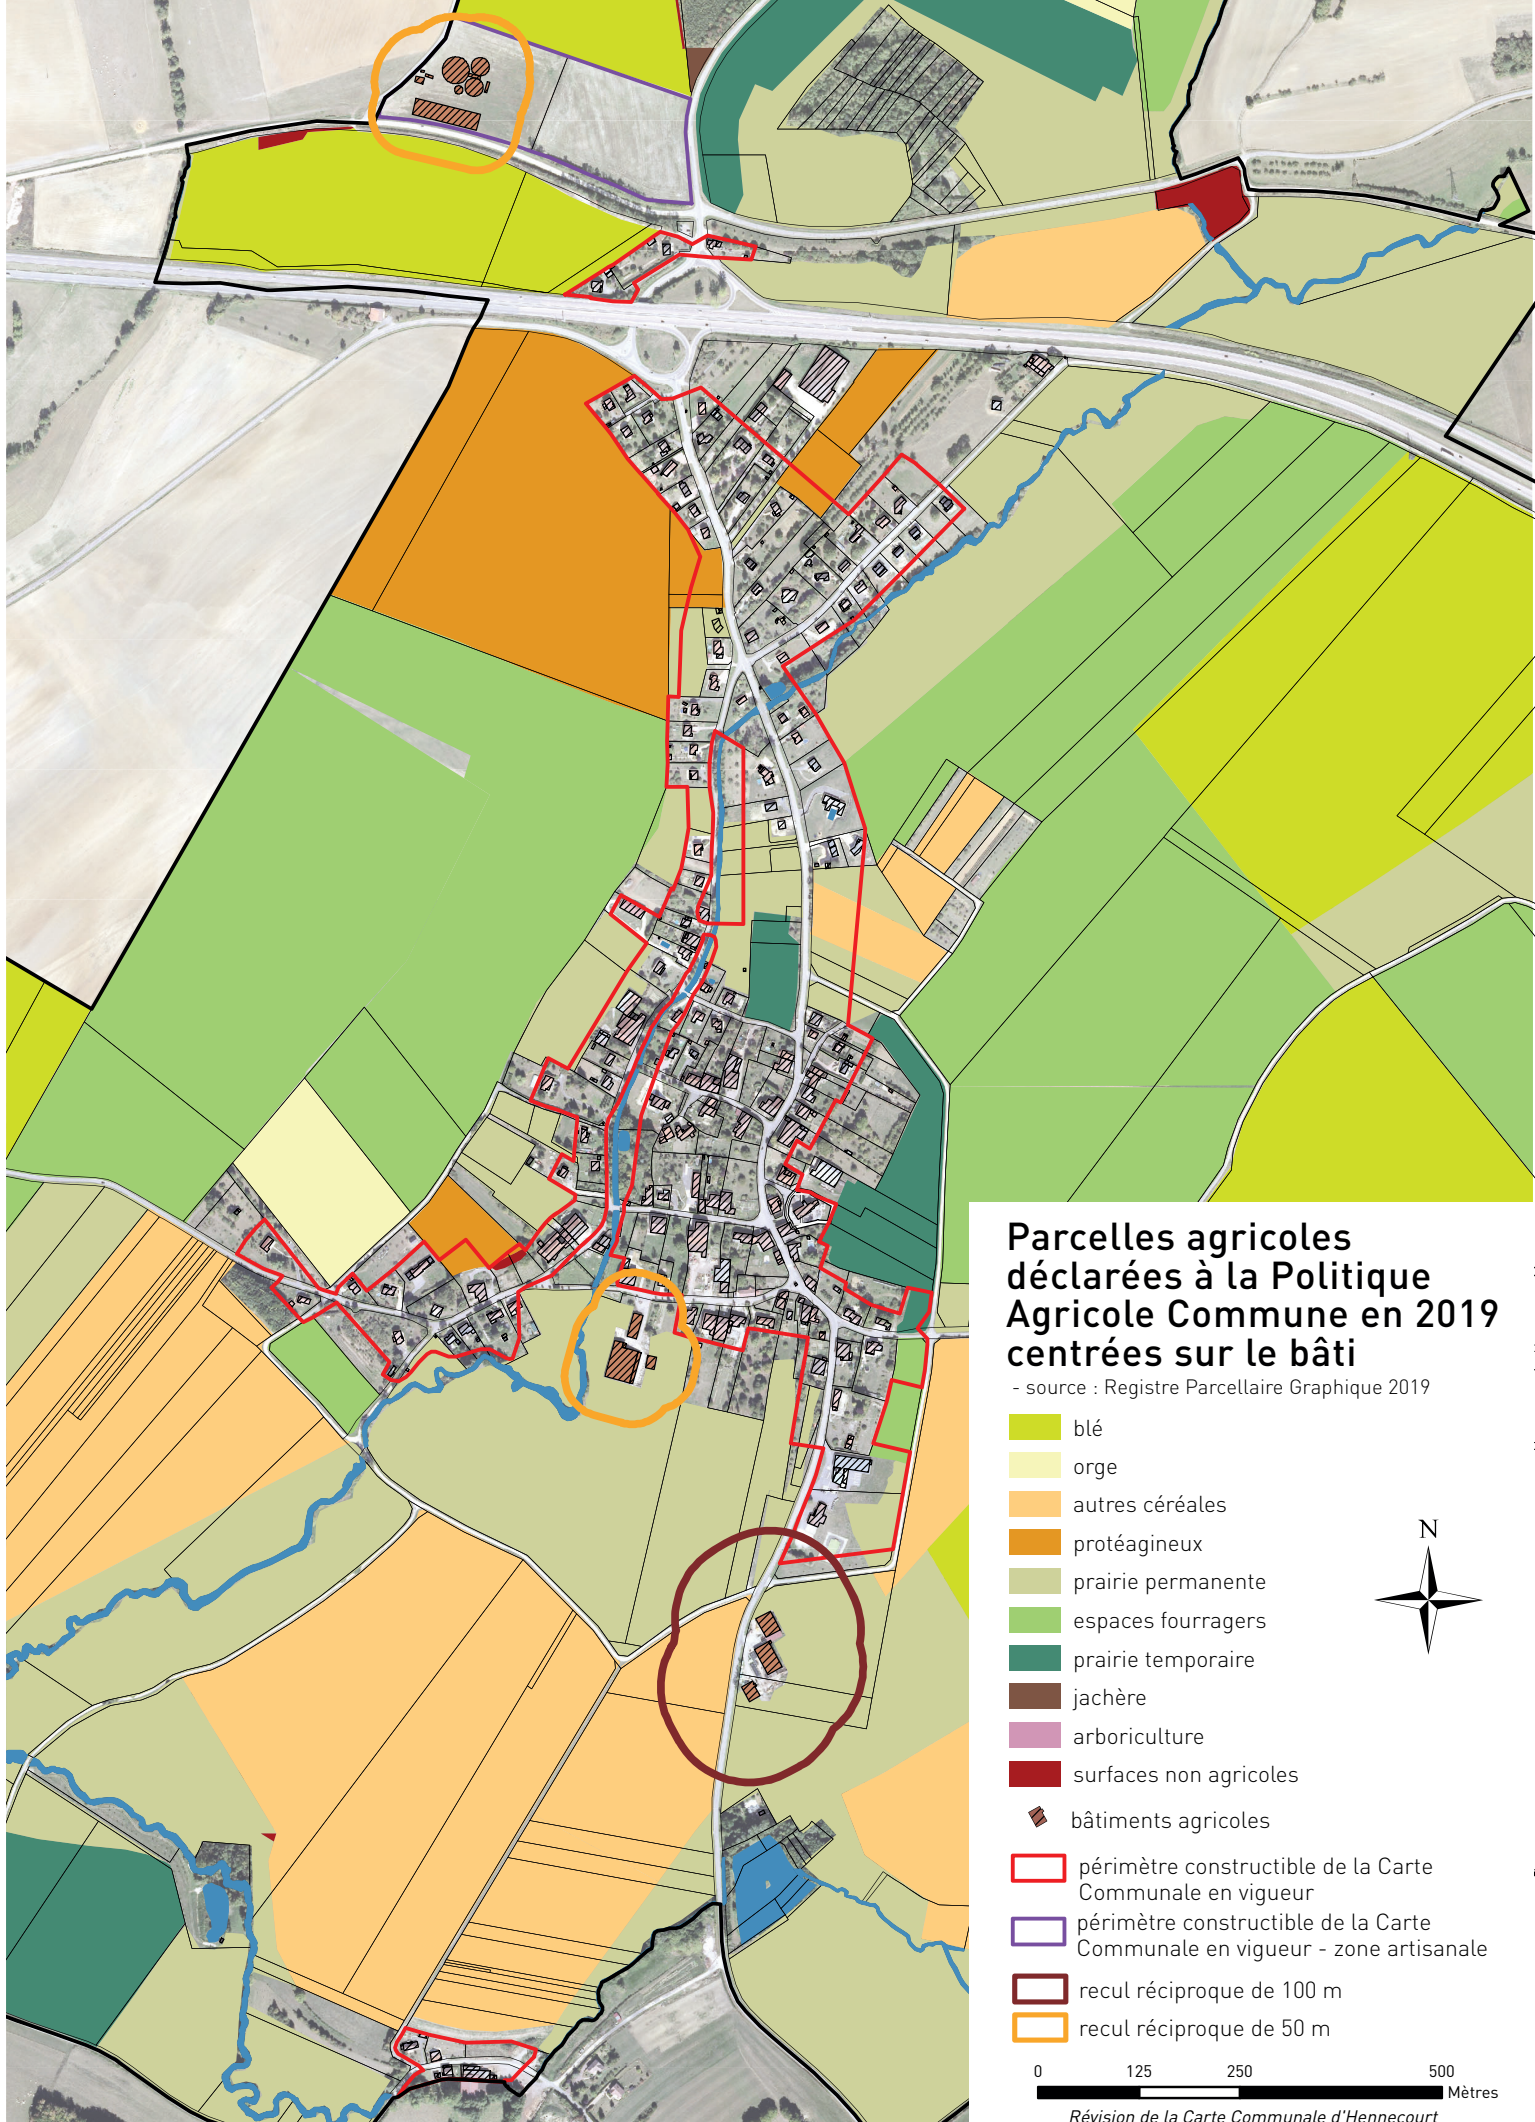 Parcelles agricoles
déclarées à la Politique
Agricole Commune en 2019
centrées sur le bâti
- source : Registre Parcellaire Graphique 2019
blé
orge
autres céréales
protéagineux
prairie permanente
espaces fourragers
prairie temporaire
jachère
arboriculture
surfaces non agricoles
bâtiments agricoles
périmètre constructible de la Carte
Communale en vigueur
périmètre constructible de la Carte
Communale en vigueur - zone artisanale
recul réciproque de 100 m
recul réciproque de 50 m
N
0 125 250 500
Mètres
Révision de la Carte Communale d'Hennecourt